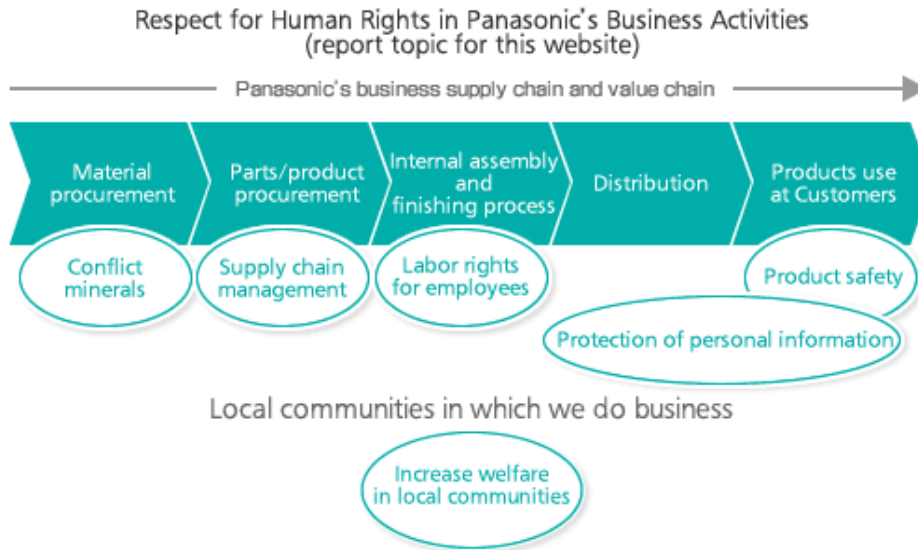 Respect for Human Rights in Panasonic's Business Activities
(report topic for this website)
Panasonic's business supply chain and value chain
Material
procurement
Parts/product
procurement
Internal assembly
and
finishing process
Distribution
Products use
at Customers
Conflict
minerals
Supply chain
management
Labor rights
for employees
Product safety
Protection of personal information
Local communities in which we do business
Increase welfare
in local communities